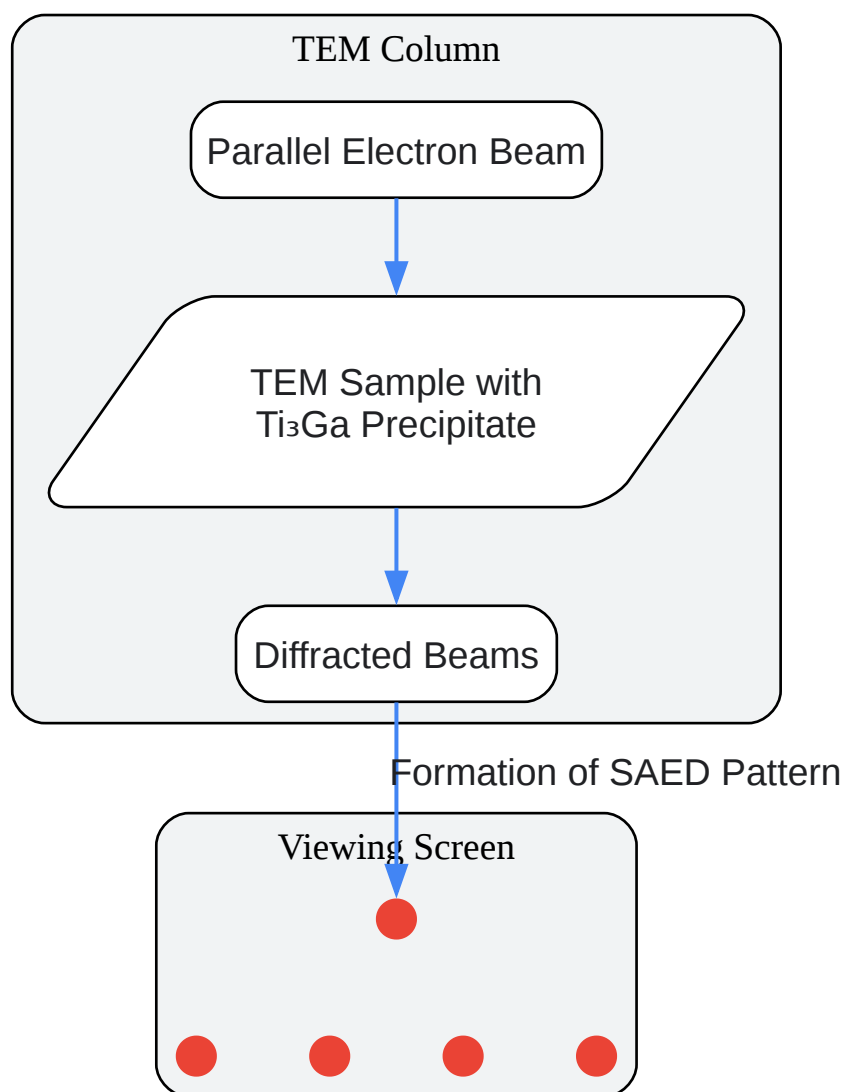 TEM Column
Parallel Electron Beam
TEM Sample with
Ti₃Ga Precipitate
Diffracted Beams
Formation of SAED Pattern
Viewing Screen